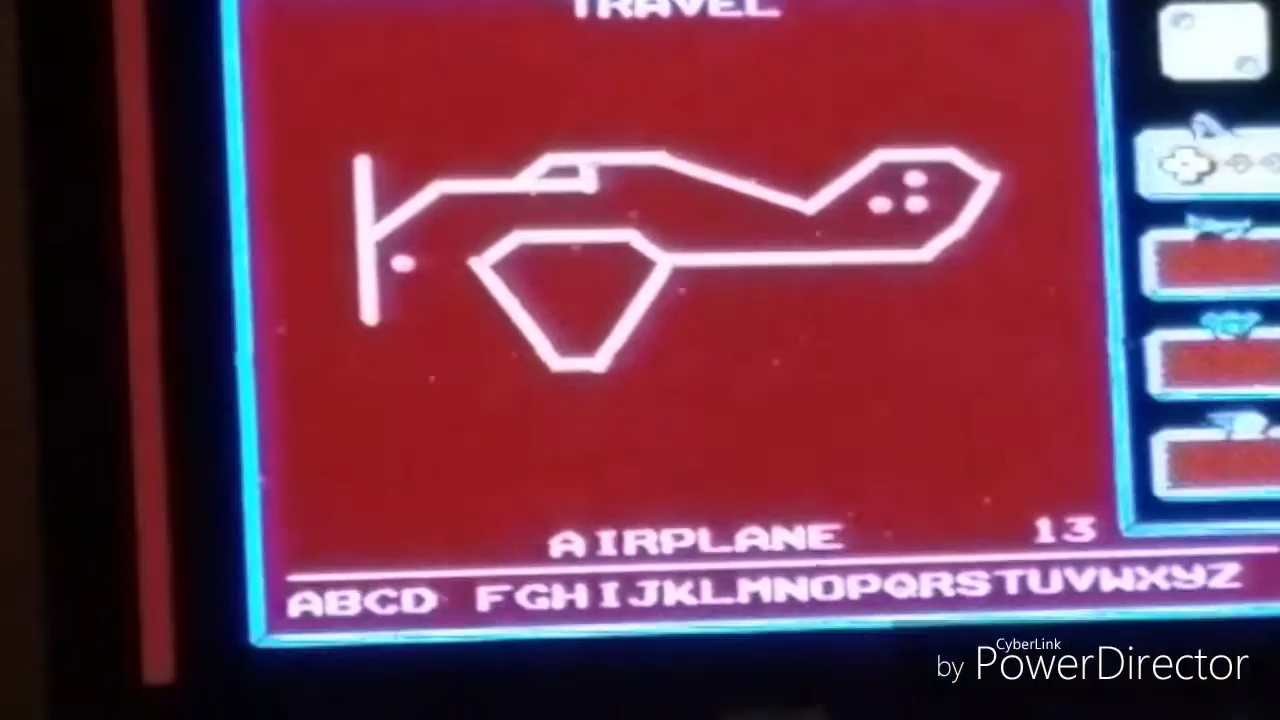 TRAVEL
AIRPLANE 13
ABCD FGHIJKLMNOPQRSTUVWXYZ
CyberLink
by PowerDirector